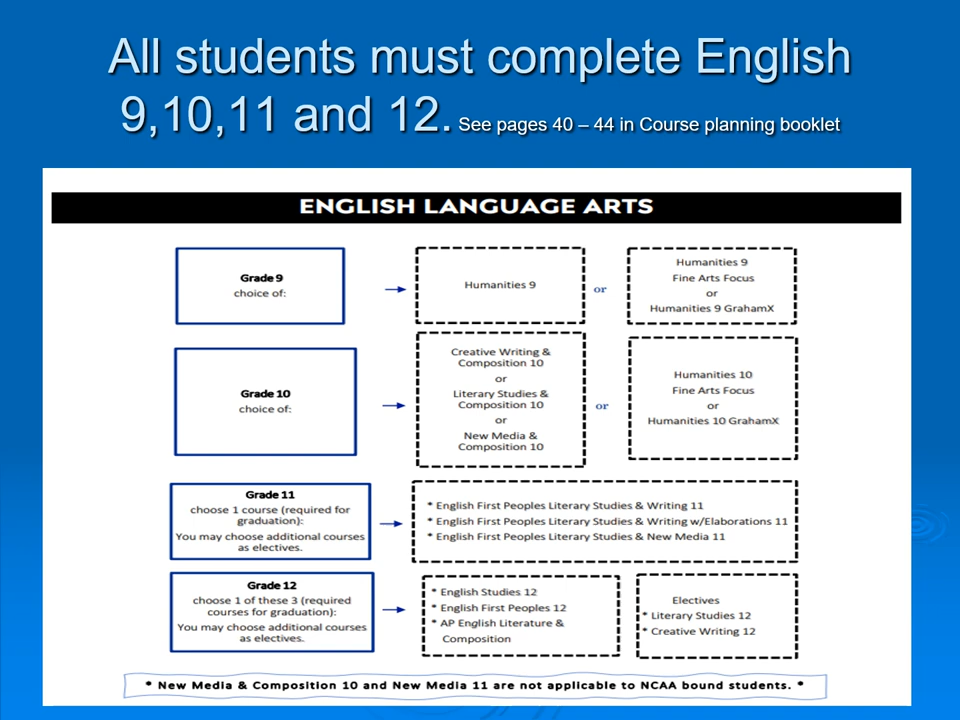 All students must complete English
9,10,11 and 12. See pages 40 – 44 in Course planning booklet
ENGLISH LANGUAGE ARTS
Grade 9
choice of:
Humanities 9
or
Humanities 9
Fine Arts Focus
or
Humanities 9 GrahamX
Grade 10
choice of:
Creative Writing &
Composition 10
or
Literary Studies &
Composition 10
or
New Media &
Composition 10
or
Humanities 10
Fine Arts Focus
or
Humanities 10 GrahamX
Grade 11
choose 1 course (required for
graduation):
You may choose additional courses
as electives.
* English First Peoples Literary Studies & Writing 11
* English First Peoples Literary Studies & Writing w/Elaborations 11
* English First Peoples Literary Studies & New Media 11
Grade 12
choose 1 of these 3 (required
courses for graduation):
You may choose additional courses
as electives.
* English Studies 12
* English First Peoples 12
* AP English Literature &
Composition
Electives
* Literary Studies 12
* Creative Writing 12
* New Media & Composition 10 and New Media 11 are not applicable to NCAA bound students. *